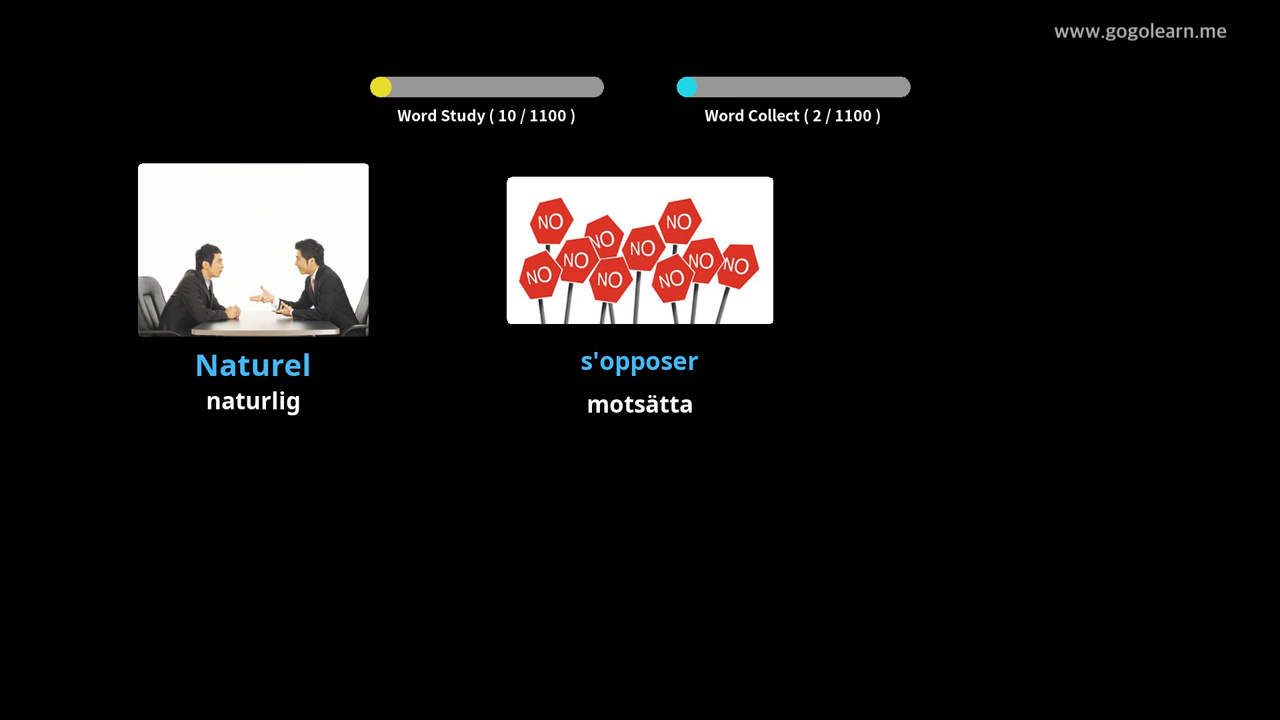 www.gogolearn.me
Word Study ( 10 / 1100 )
Word Collect ( 2 / 1100 )
NO
NO
NO
NO
NO
NO
NO
NO
NO
NO
Naturel
naturlig
s'opposer
motsätta